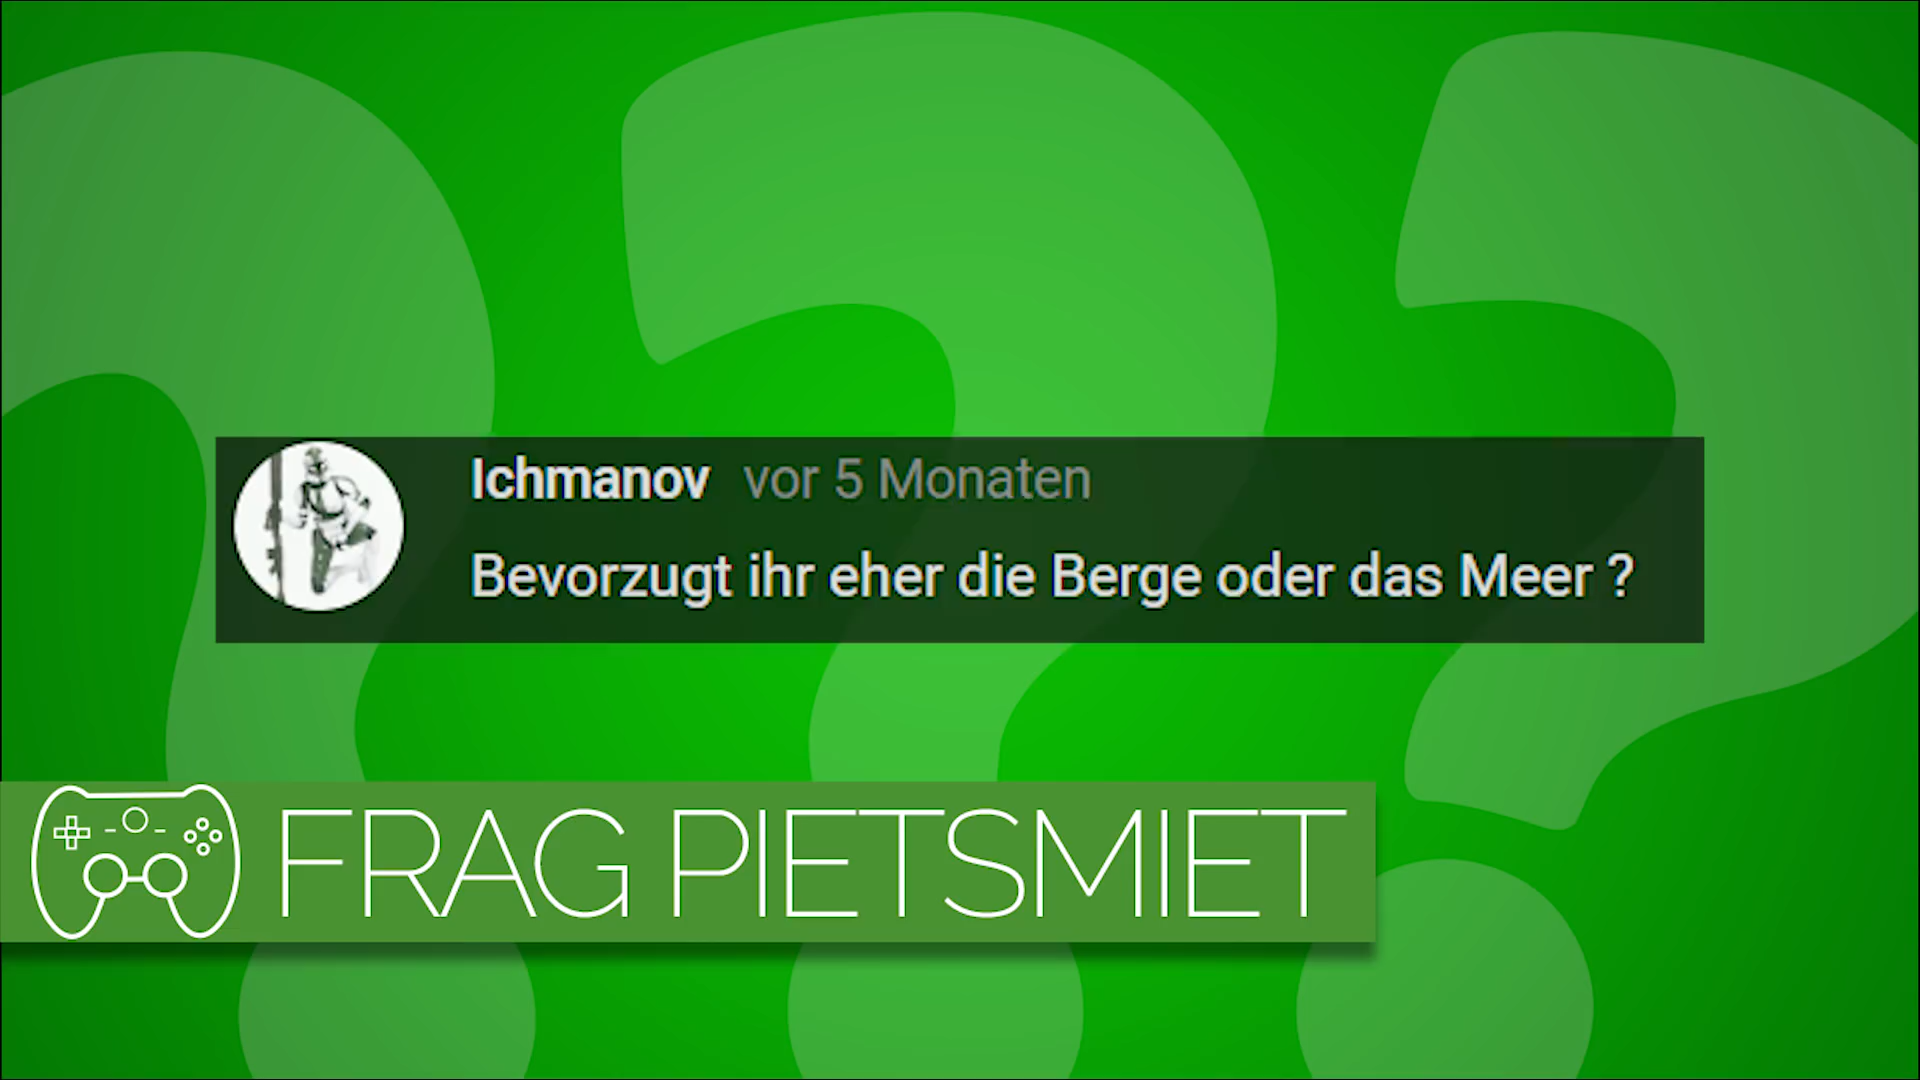 Ichmanov vor 5 Monaten
Bevorzugt ihr eher die Berge oder das Meer ?
FRAG PIETSMIET